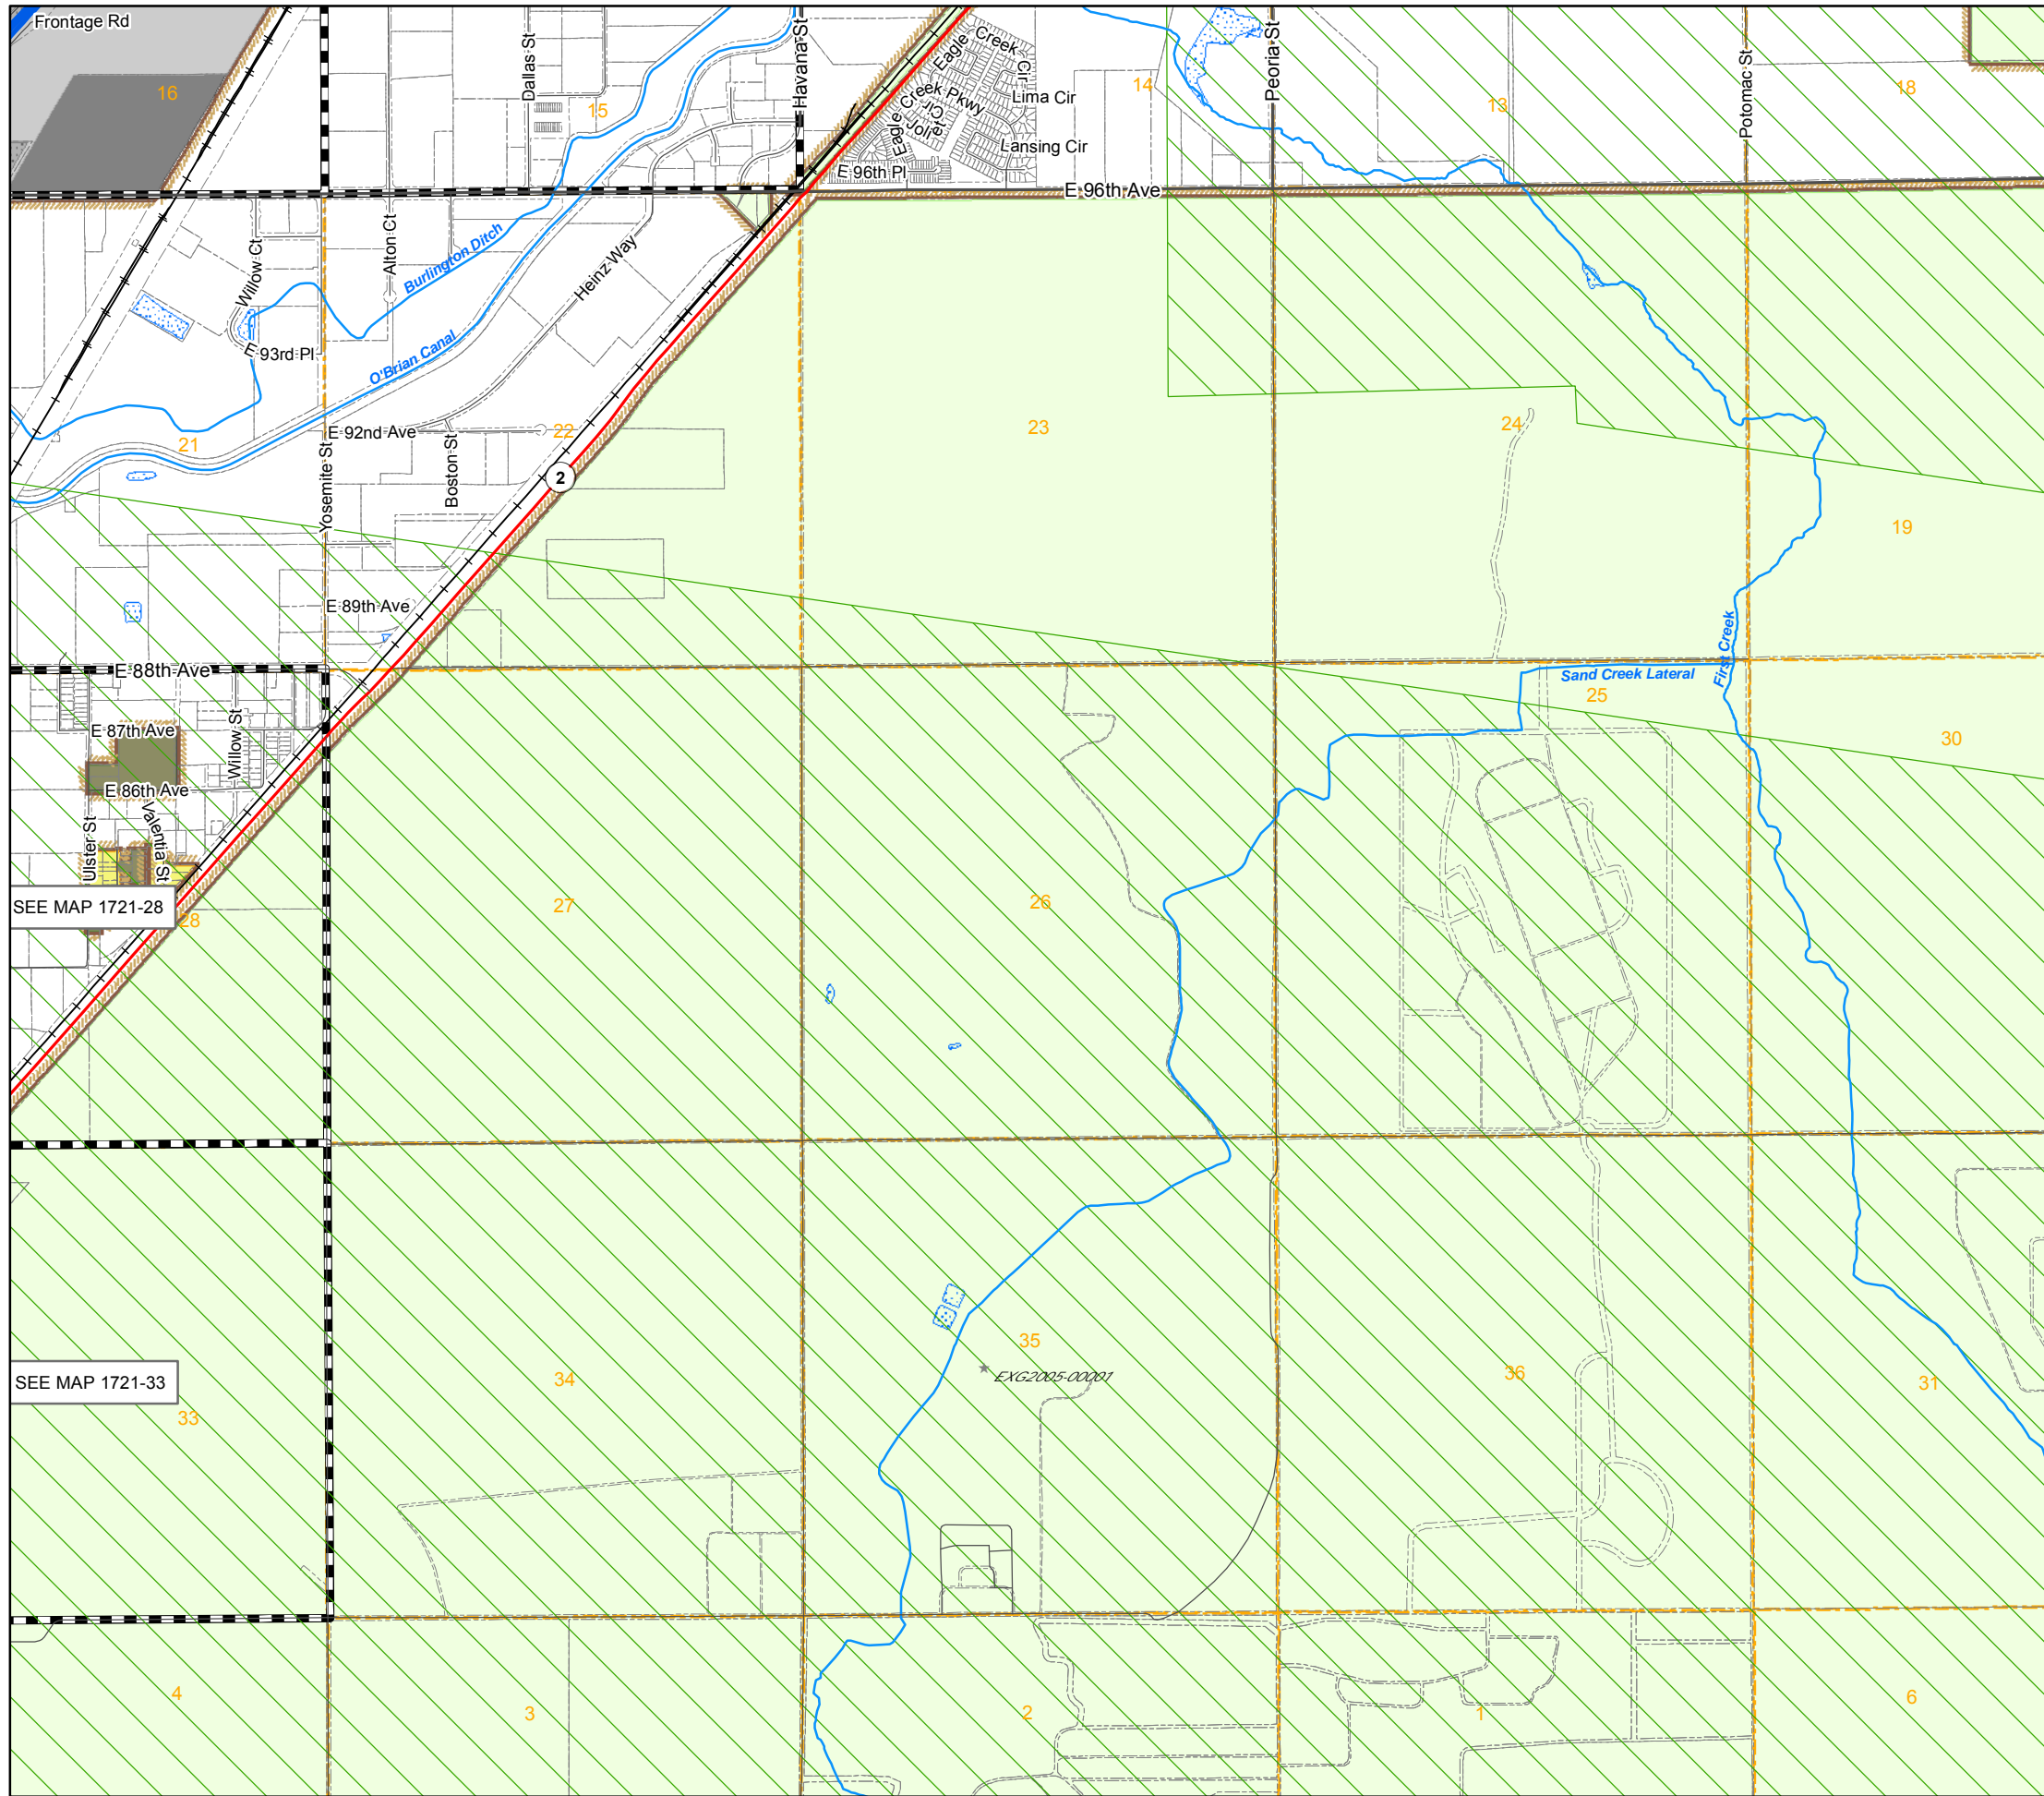 Frontage Rd
16
Dallas St
15
Havana St
Eagle Creek Cir
Eagle Creek Pkwy
Joliet Cir
Lima Cir
Lansing Cir
E 96th Pl
14
Peoria St
13
Potomac St
18
E 96th Ave
Willow Ct
Alton Ct
Burlington Ditch
Heinz Way
E 93rd Pl
O'Brian Canal
21
Yosemite St
E 92nd Ave
Boston St
22
2
23
24
19
E 89th Ave
E 88th Ave
First Creek
Sand Creek Lateral
25
30
E 87th Ave
Willow St
E 86th Ave
Valentia St
Ulster St
SEE MAP 1721-28
28
27
26
35
EXG2005-00001
34
36
31
SEE MAP 1721-33
33
4
3
2
1
6